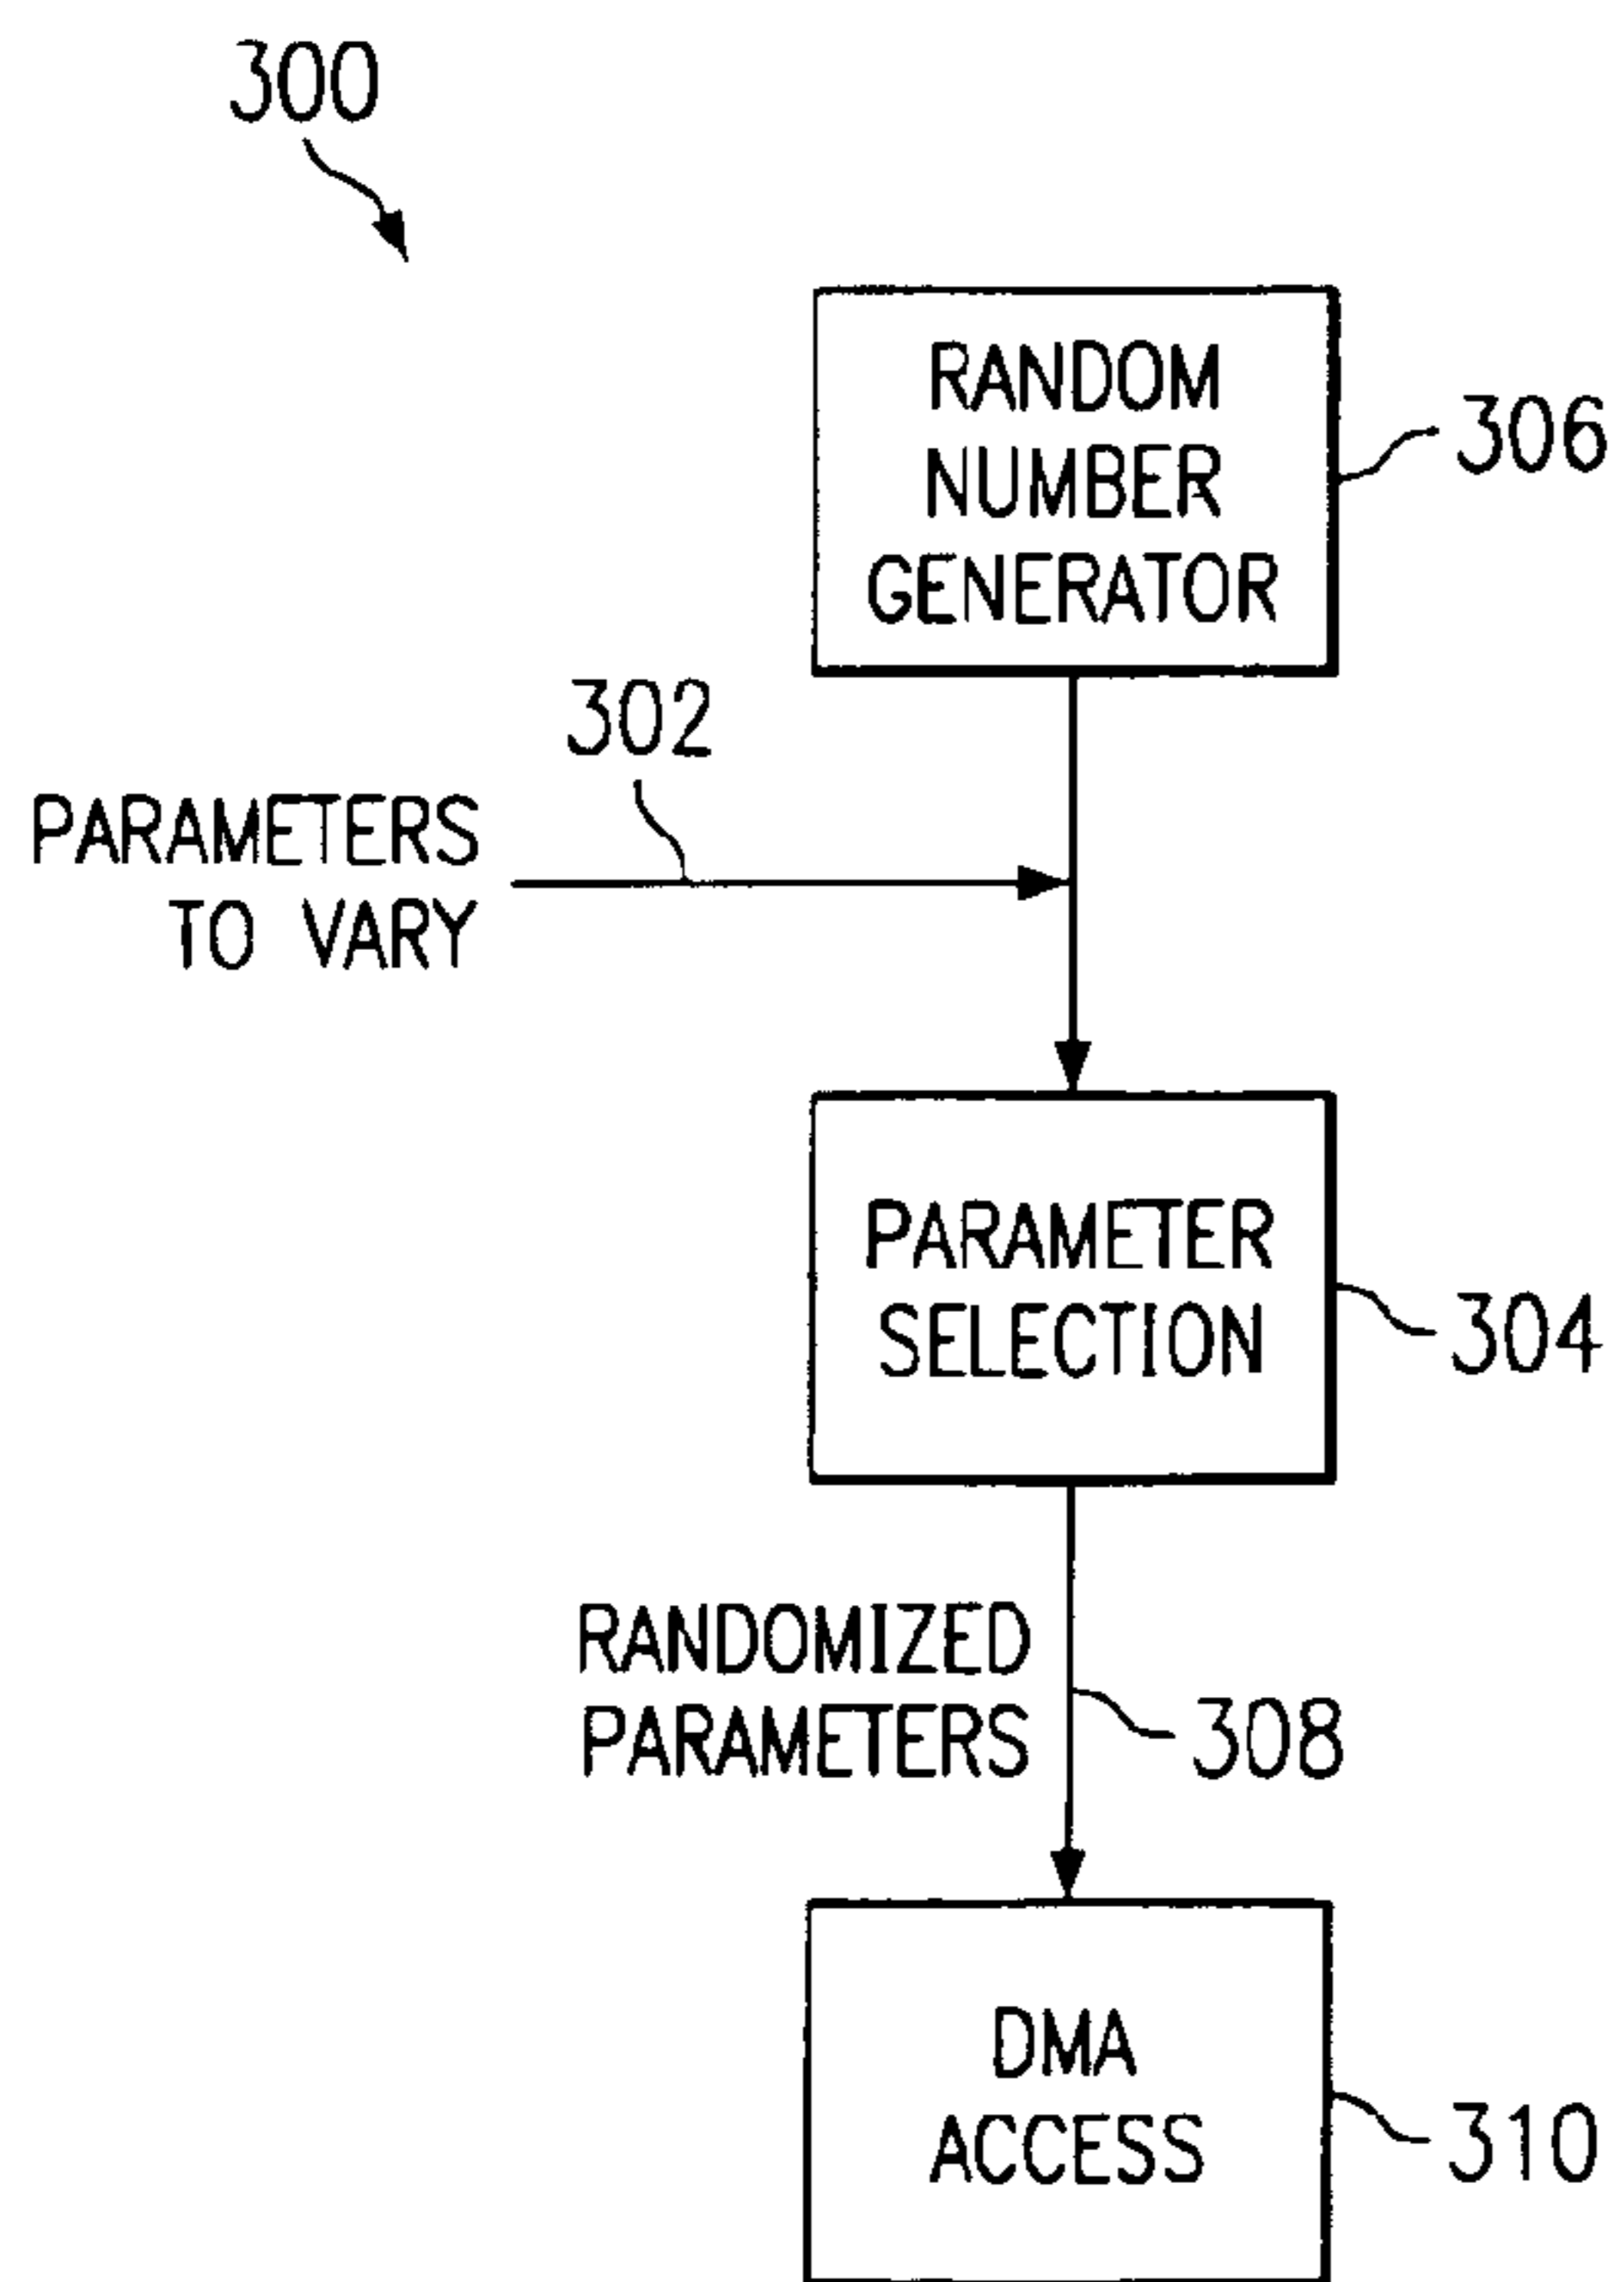 300
RANDOM
NUMBER
GENERATOR
306
302
PARAMETERS
TO VARY
PARAMETER
SELECTION
304
RANDOMIZED
PARAMETERS
308
DMA
ACCESS
310